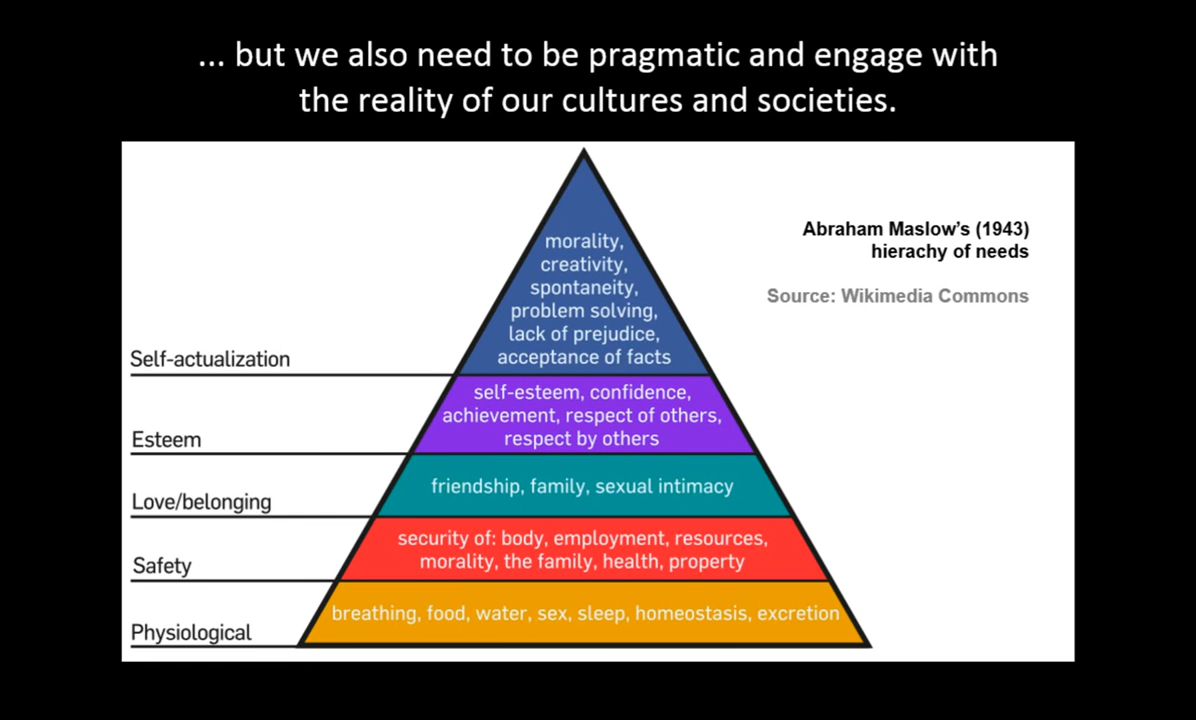 ... but we also need to be pragmatic and engage with
the reality of our cultures and societies.
Abraham Maslow's (1943)
hierachy of needs
Source: Wikimedia Commons
morality,
creativity,
spontaneity,
problem solving,
lack of prejudice,
acceptance of facts
Self-actualization
self-esteem, confidence,
achievement, respect of others,
respect by others
Esteem
friendship, family, sexual intimacy
Love/belonging
security of: body, employment, resources,
morality, the family, health, property
Safety
breathing, food, water, sex, sleep, homeostasis, excretion
Physiological